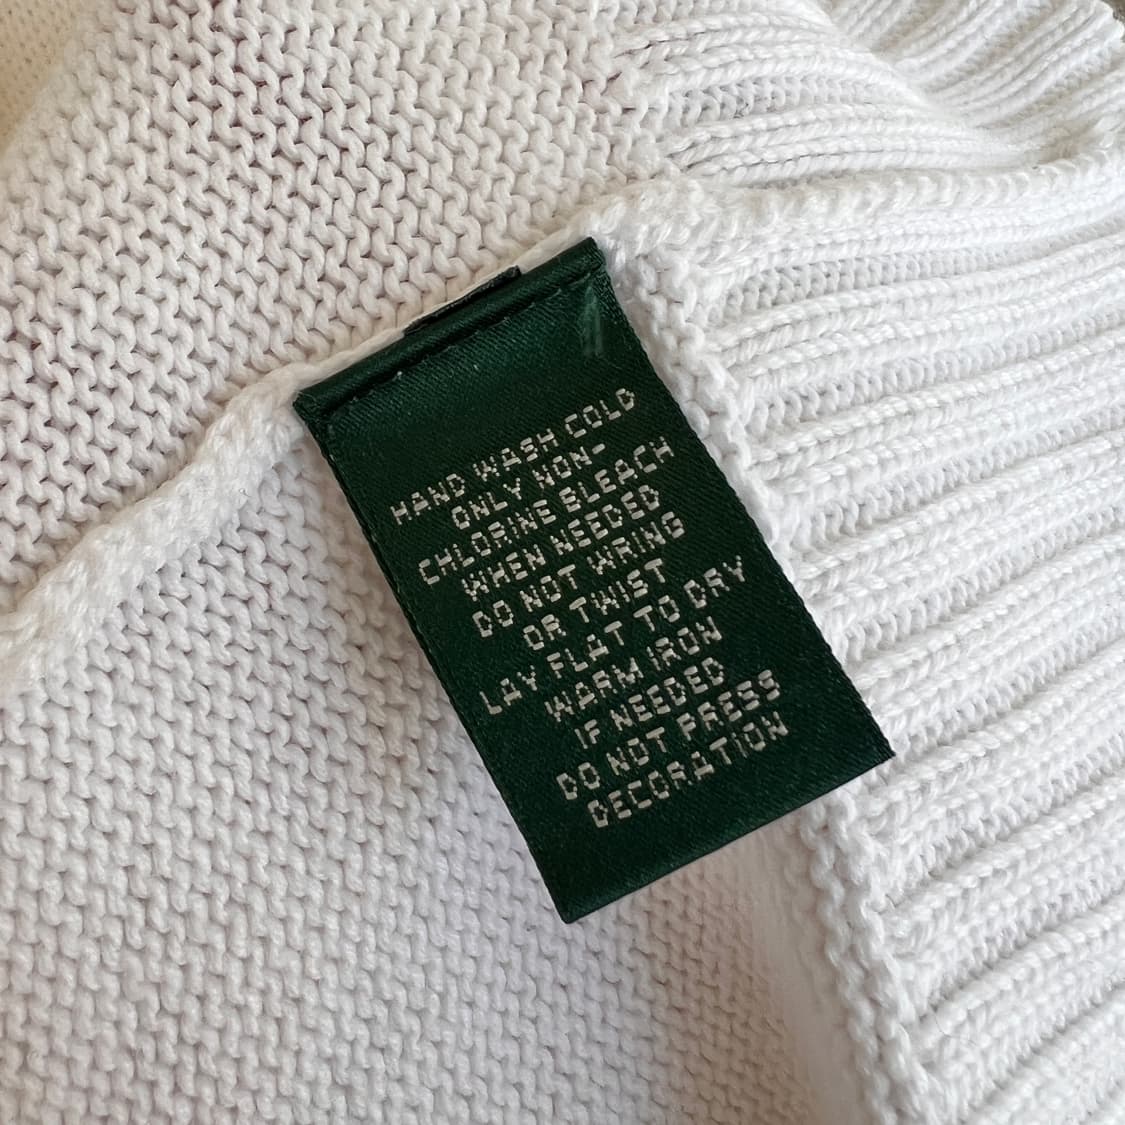 HAND WASH COLD
ONLY NON-
CHLORINE BLEACH
WHEN NEEDED
DO NOT WRING
OR TWIST
LAY FLAT TO DRY
WARM IRON
IF NEEDED
DO NOT PRESS
DECORATION